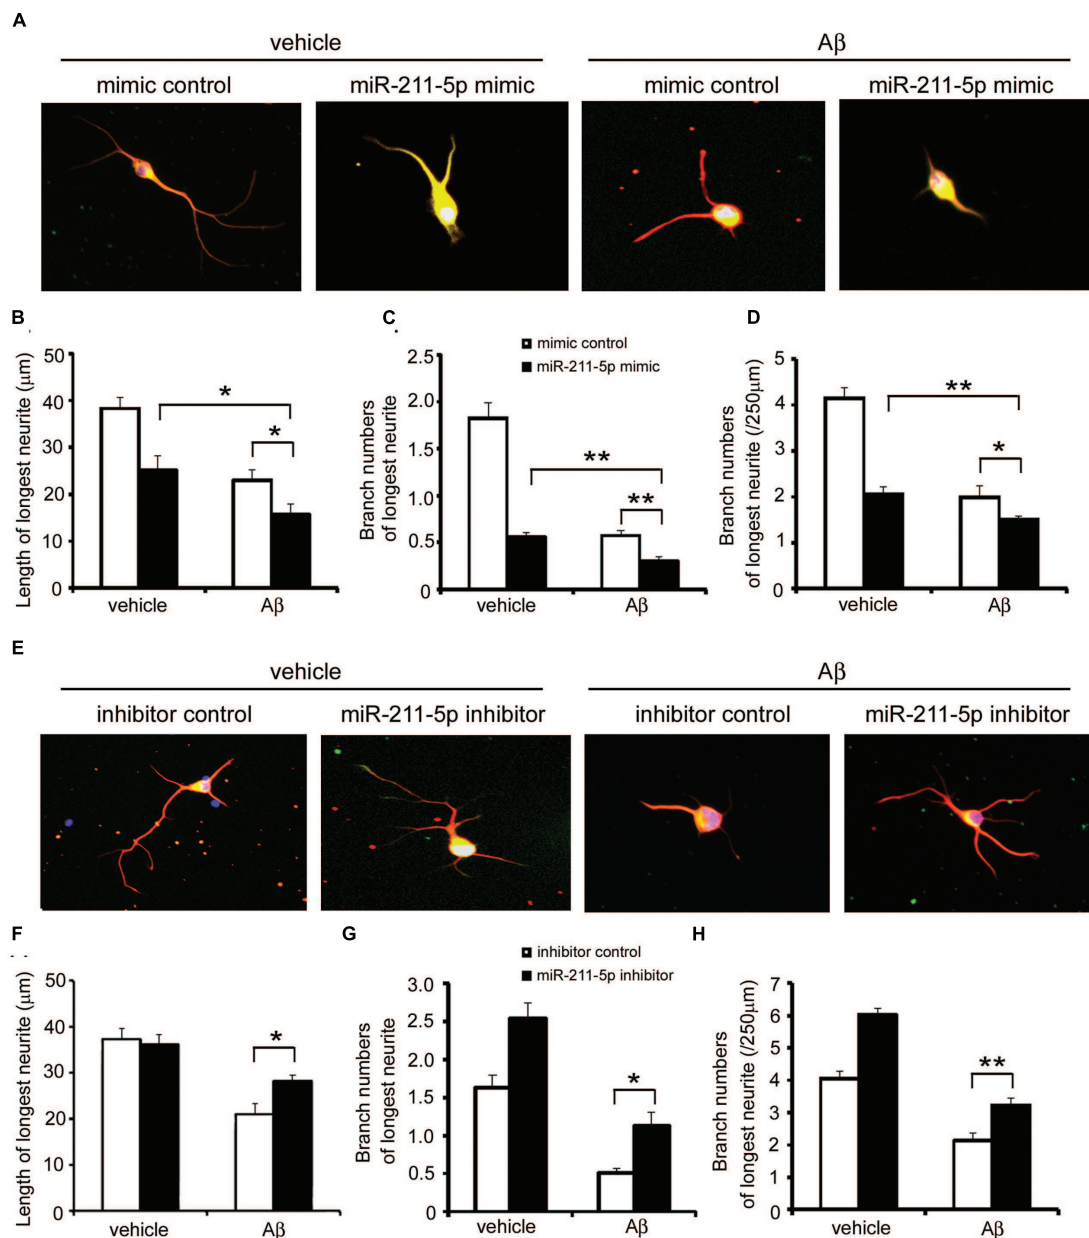 A
vehicle
Aβ
mimic control
miR-211-5p mimic
mimic control
miR-211-5p mimic
B
Length of longest neurite (μm)
50
40
30
20
10
0
*
*
vehicle
Aβ
C
Branch numbers
of longest neurite
2.5
2.0
1.5
1.0
0.5
0
mimic control
miR-211-5p mimic
**
**
vehicle
Aβ
D
Branch numbers
of longest neurite (/250μm)
5
4
3
2
1
0
**
*
vehicle
Aβ
E
vehicle
Aβ
inhibitor control
miR-211-5p inhibitor
inhibitor control
miR-211-5p inhibitor
F
Length of longest neurite (μm)
50
40
30
20
10
0
*
vehicle
Aβ
G
Branch numbers
of longest neurite
3.0
2.5
2.0
1.5
1.0
0.5
0
inhibitor control
miR-211-5p inhibitor
*
vehicle
Aβ
H
Branch numbers
of longest neurite (/250μm)
7
6
5
4
3
2
1
0
**
vehicle
Aβ